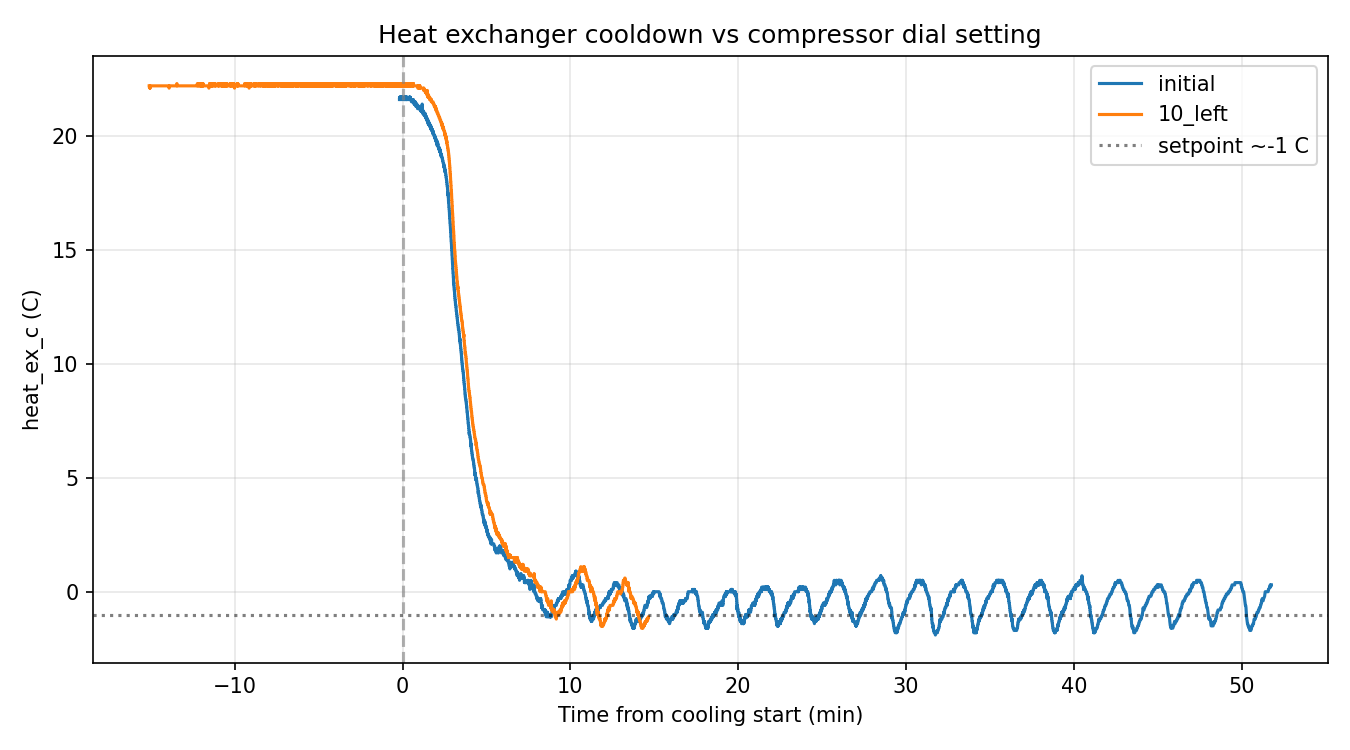 Heat exchanger cooldown vs compressor dial setting
initial
10_left
setpoint ~-1 C
heat_ex_c (C)
20
15
10
5
0
−10
0
10
20
30
40
50
Time from cooling start (min)